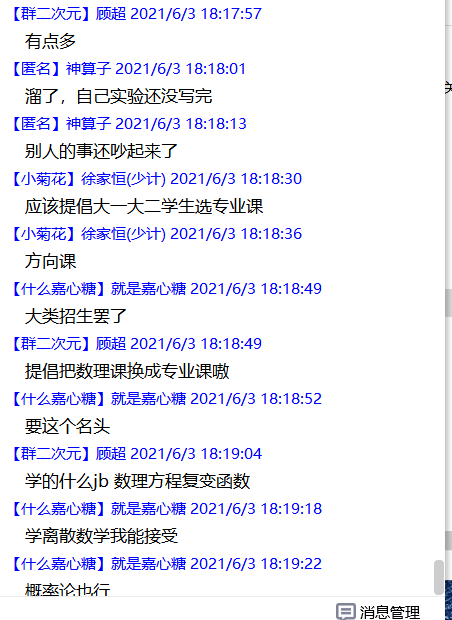 【群二次元】顾超 2021/6/3 18:17:57
有点多
【匿名】神算子 2021/6/3 18:18:01
溜了，自己实验还没写完
【匿名】神算子 2021/6/3 18:18:13
别人的事还吵起来了
【小菊花】徐家恒(少计) 2021/6/3 18:18:30
应该提倡大一大二学生选专业课
【小菊花】徐家恒(少计) 2021/6/3 18:18:36
方向课
【什么嘉心糖】就是嘉心糖 2021/6/3 18:18:49
大类招生罢了
【群二次元】顾超 2021/6/3 18:18:49
提倡把数理课换成专业课嗷
【什么嘉心糖】就是嘉心糖 2021/6/3 18:18:52
要这个名头
【群二次元】顾超 2021/6/3 18:19:04
学的什么jb 数理方程复变函数
【什么嘉心糖】就是嘉心糖 2021/6/3 18:19:18
学离散数学我能接受
【什么嘉心糖】就是嘉心糖 2021/6/3 18:19:22
概率论也行
消息管理